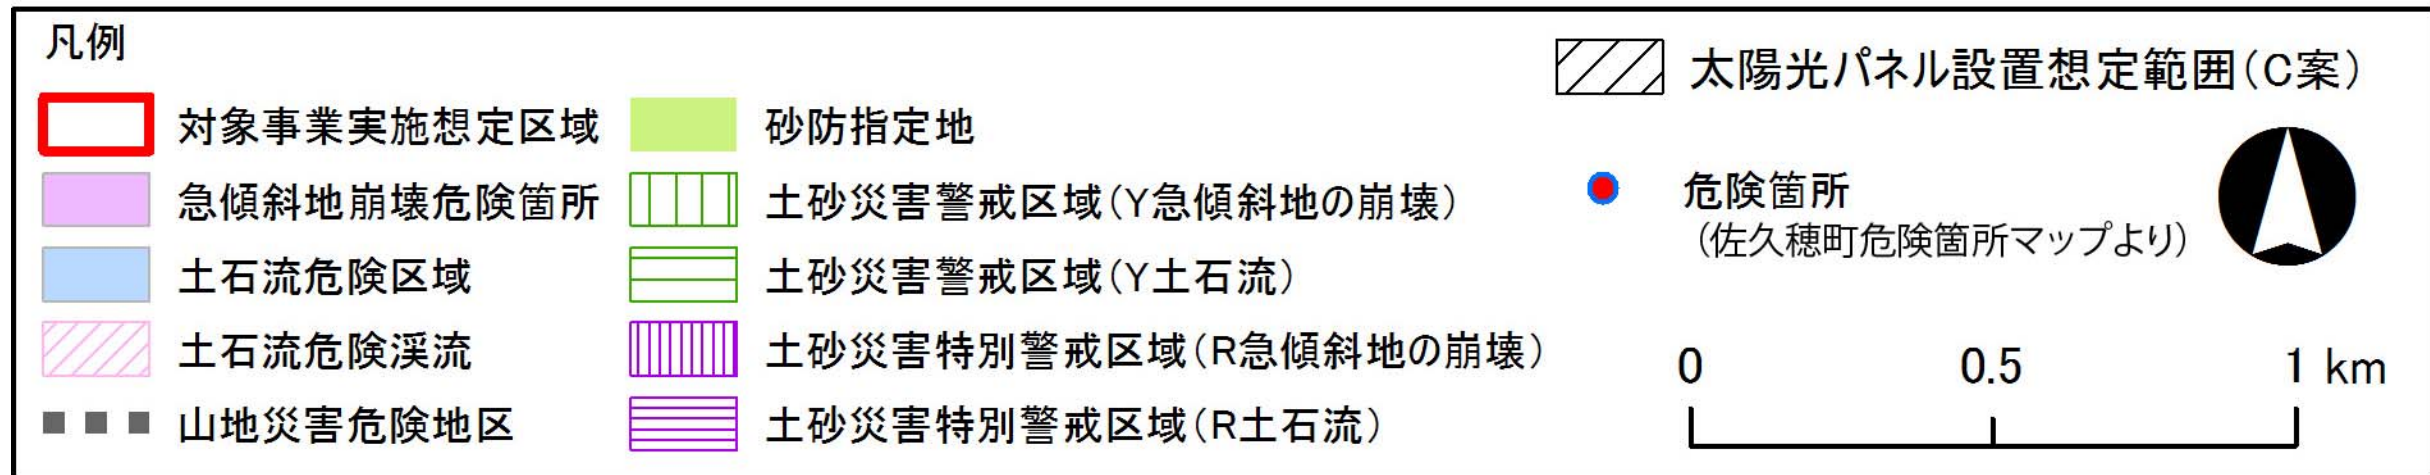 凡例
対象事業実施想定区域
急傾斜地崩壊危険箇所
土石流危険区域
土石流危険渓流
山地災害危険地区
砂防指定地
土砂災害警戒区域(Y急傾斜地の崩壊)
土砂災害警戒区域(Y土石流)
土砂災害特別警戒区域(R急傾斜地の崩壊)
土砂災害特別警戒区域(R土石流)
太陽光パネル設置想定範囲(C案)
危険箇所
(佐久穂町危険箇所マップより)
0 0.5 1 km